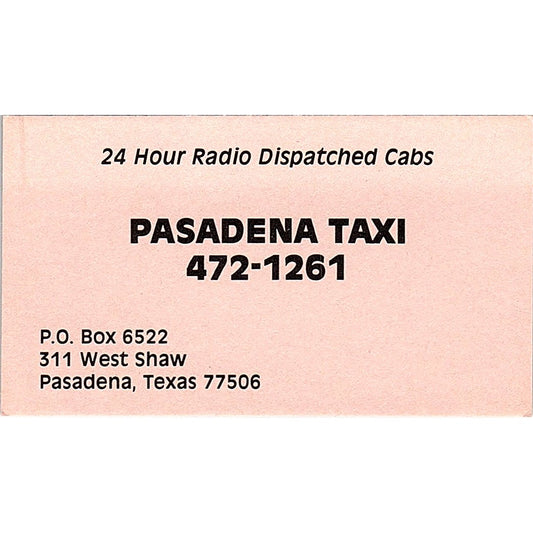 24 Hour Radio Dispatched Cabs
PASADENA TAXI
472-1261
P.O. Box 6522
311 West Shaw
Pasadena, Texas 77506